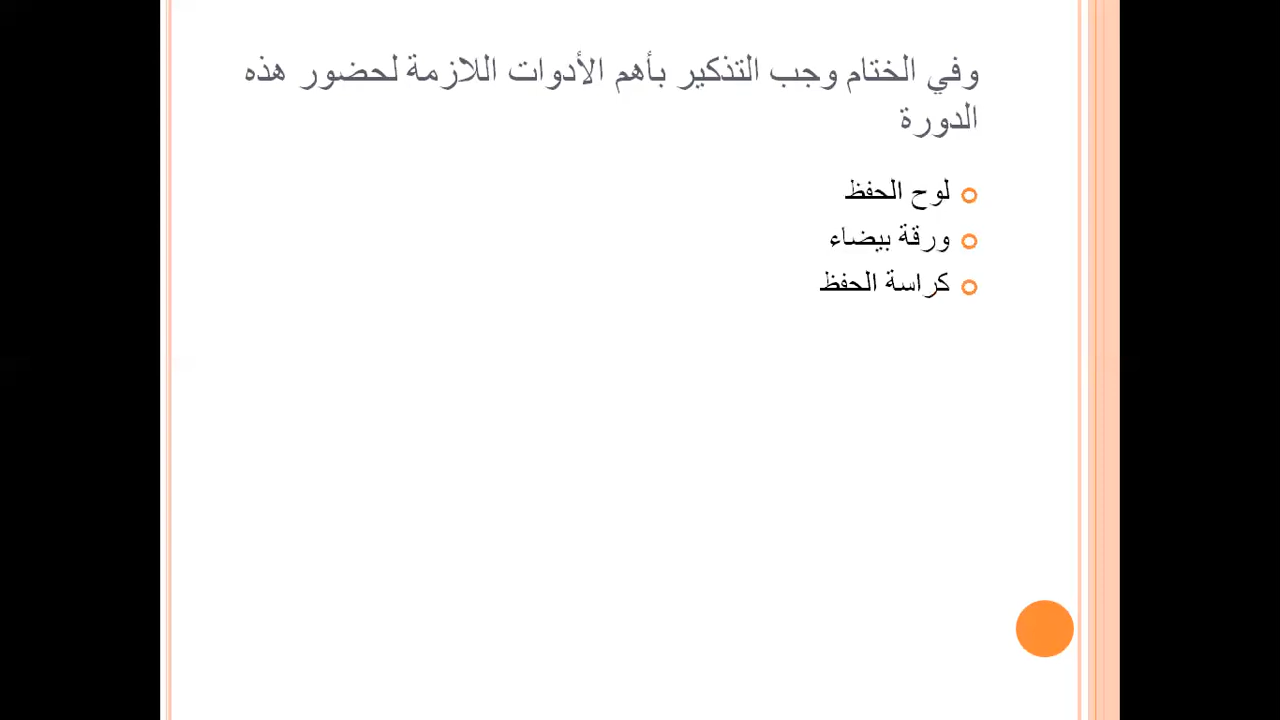 وفي الختام وجب التذكير بأهم الأدوات اللازمة لحضور هذه
الدورة
لوح الحفظ
ورقة بيضاء
كراسة الحفظ